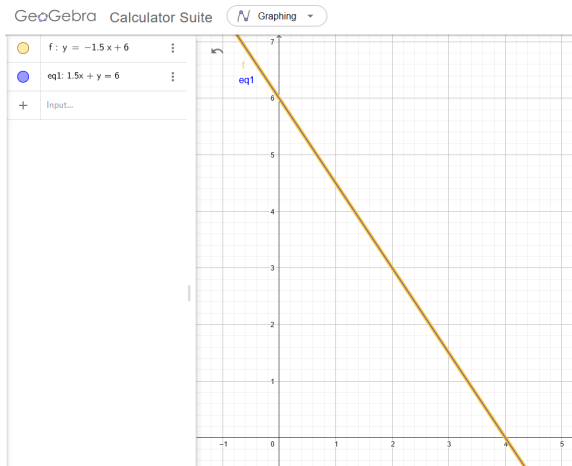 GeoGebra Calculator Suite Graphing
f : y = −1.5 x + 6
eq1: 1.5x + y = 6
+ Input...
f
eq1
7
6
5
4
3
2
1
−1 0 1 2 3 4 5